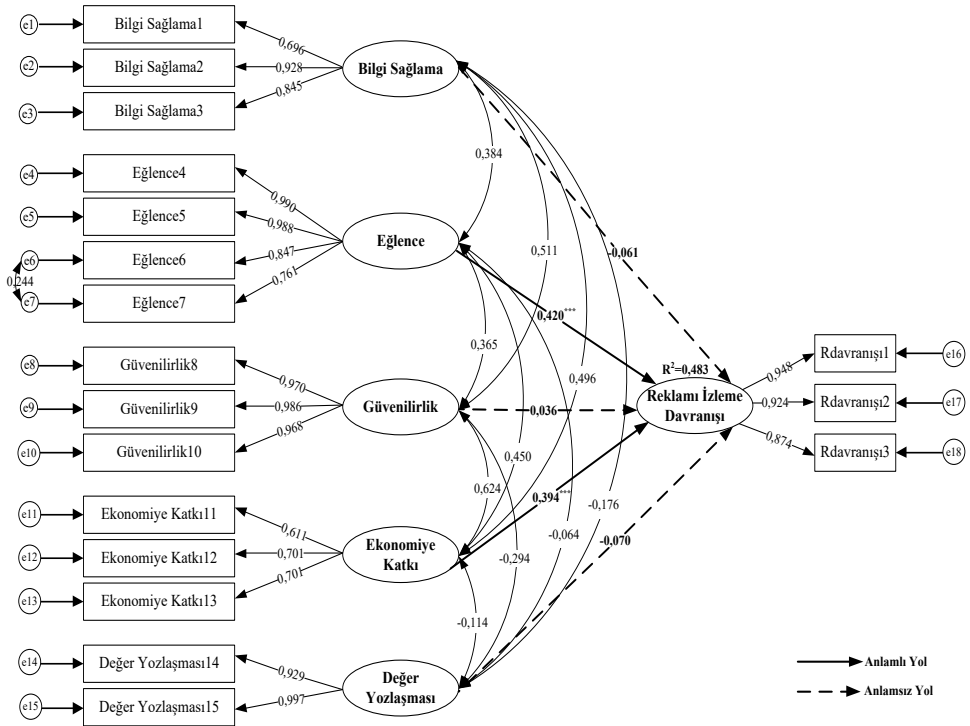 e1
Bilgi Sağlama1
0,696
e2
Bilgi Sağlama2
0,928
Bilgi Sağlama
e3
Bilgi Sağlama3
0,845
0,384
e4
Eğlence4
0,990
e5
Eğlence5
0,988
Eğlence
e6
Eğlence6
0,847
0,244
e7
Eğlence7
0,761
0,511
-0,061
0,420***
0,365
0,496
e8
Güvenilirlik8
0,970
e9
Güvenilirlik9
0,986
Güvenilirlik
e10
Güvenilirlik10
0,968
0,036
R²=0,483
Reklamı İzleme
Davranışı
0,948
Rdavranışı1
e16
0,924
Rdavranışı2
e17
0,874
Rdavranışı3
e18
0,450
0,624
0,394***
-0,176
-0,064
-0,070
-0,294
e11
Ekonomiye Katkı11
0,611
e12
Ekonomiye Katkı12
0,701
Ekonomiye
Katkı
e13
Ekonomiye Katkı13
0,701
-0,114
e14
Değer Yozlaşması14
0,929
Değer
Yozlaşması
e15
Değer Yozlaşması15
0,997
Anlamlı Yol
Anlamsız Yol